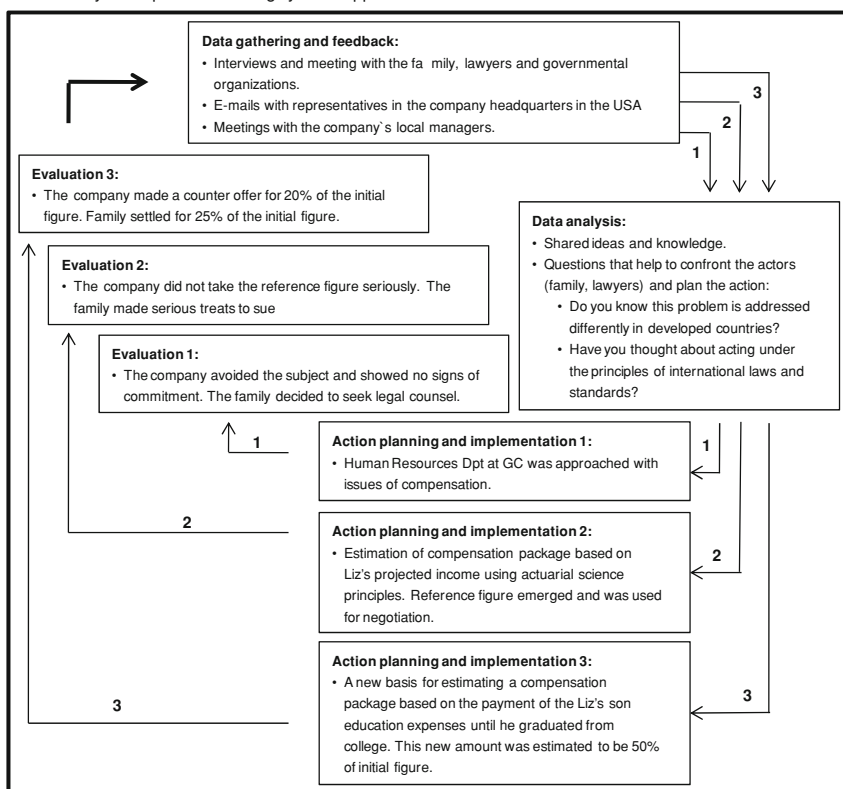 Data gathering and feedback:
• Interviews and meeting with the fa mily, lawyers and governmental
organizations.
• E-mails with representatives in the company headquarters in the USA
• Meetings with the company`s local managers.
3
2
1
Evaluation 3:
• The company made a counter offer for 20% of the initial
figure. Family settled for 25% of the initial figure.
Data analysis:
• Shared ideas and knowledge.
• Questions that help to confront the actors
(family, lawyers) and plan the action:
• Do you know this problem is addressed
differently in developed countries?
• Have you thought about acting under
the principles of international laws and
standards?
Evaluation 2:
• The company did not take the reference figure seriously. The
family made serious treats to sue
Evaluation 1:
• The company avoided the subject and showed no signs of
commitment. The family decided to seek legal counsel.
1
Action planning and implementation 1:
• Human Resources Dpt at GC was approached with
issues of compensation.
1
2
Action planning and implementation 2:
• Estimation of compensation package based on
Liz's projected income using actuarial science
principles. Reference figure emerged and was used
for negotiation.
2
3
Action planning and implementation 3:
• A new basis for estimating a compensation
package based on the payment of the Liz's son
education expenses until he graduated from
college. This new amount was estimated to be 50%
of initial figure.
3